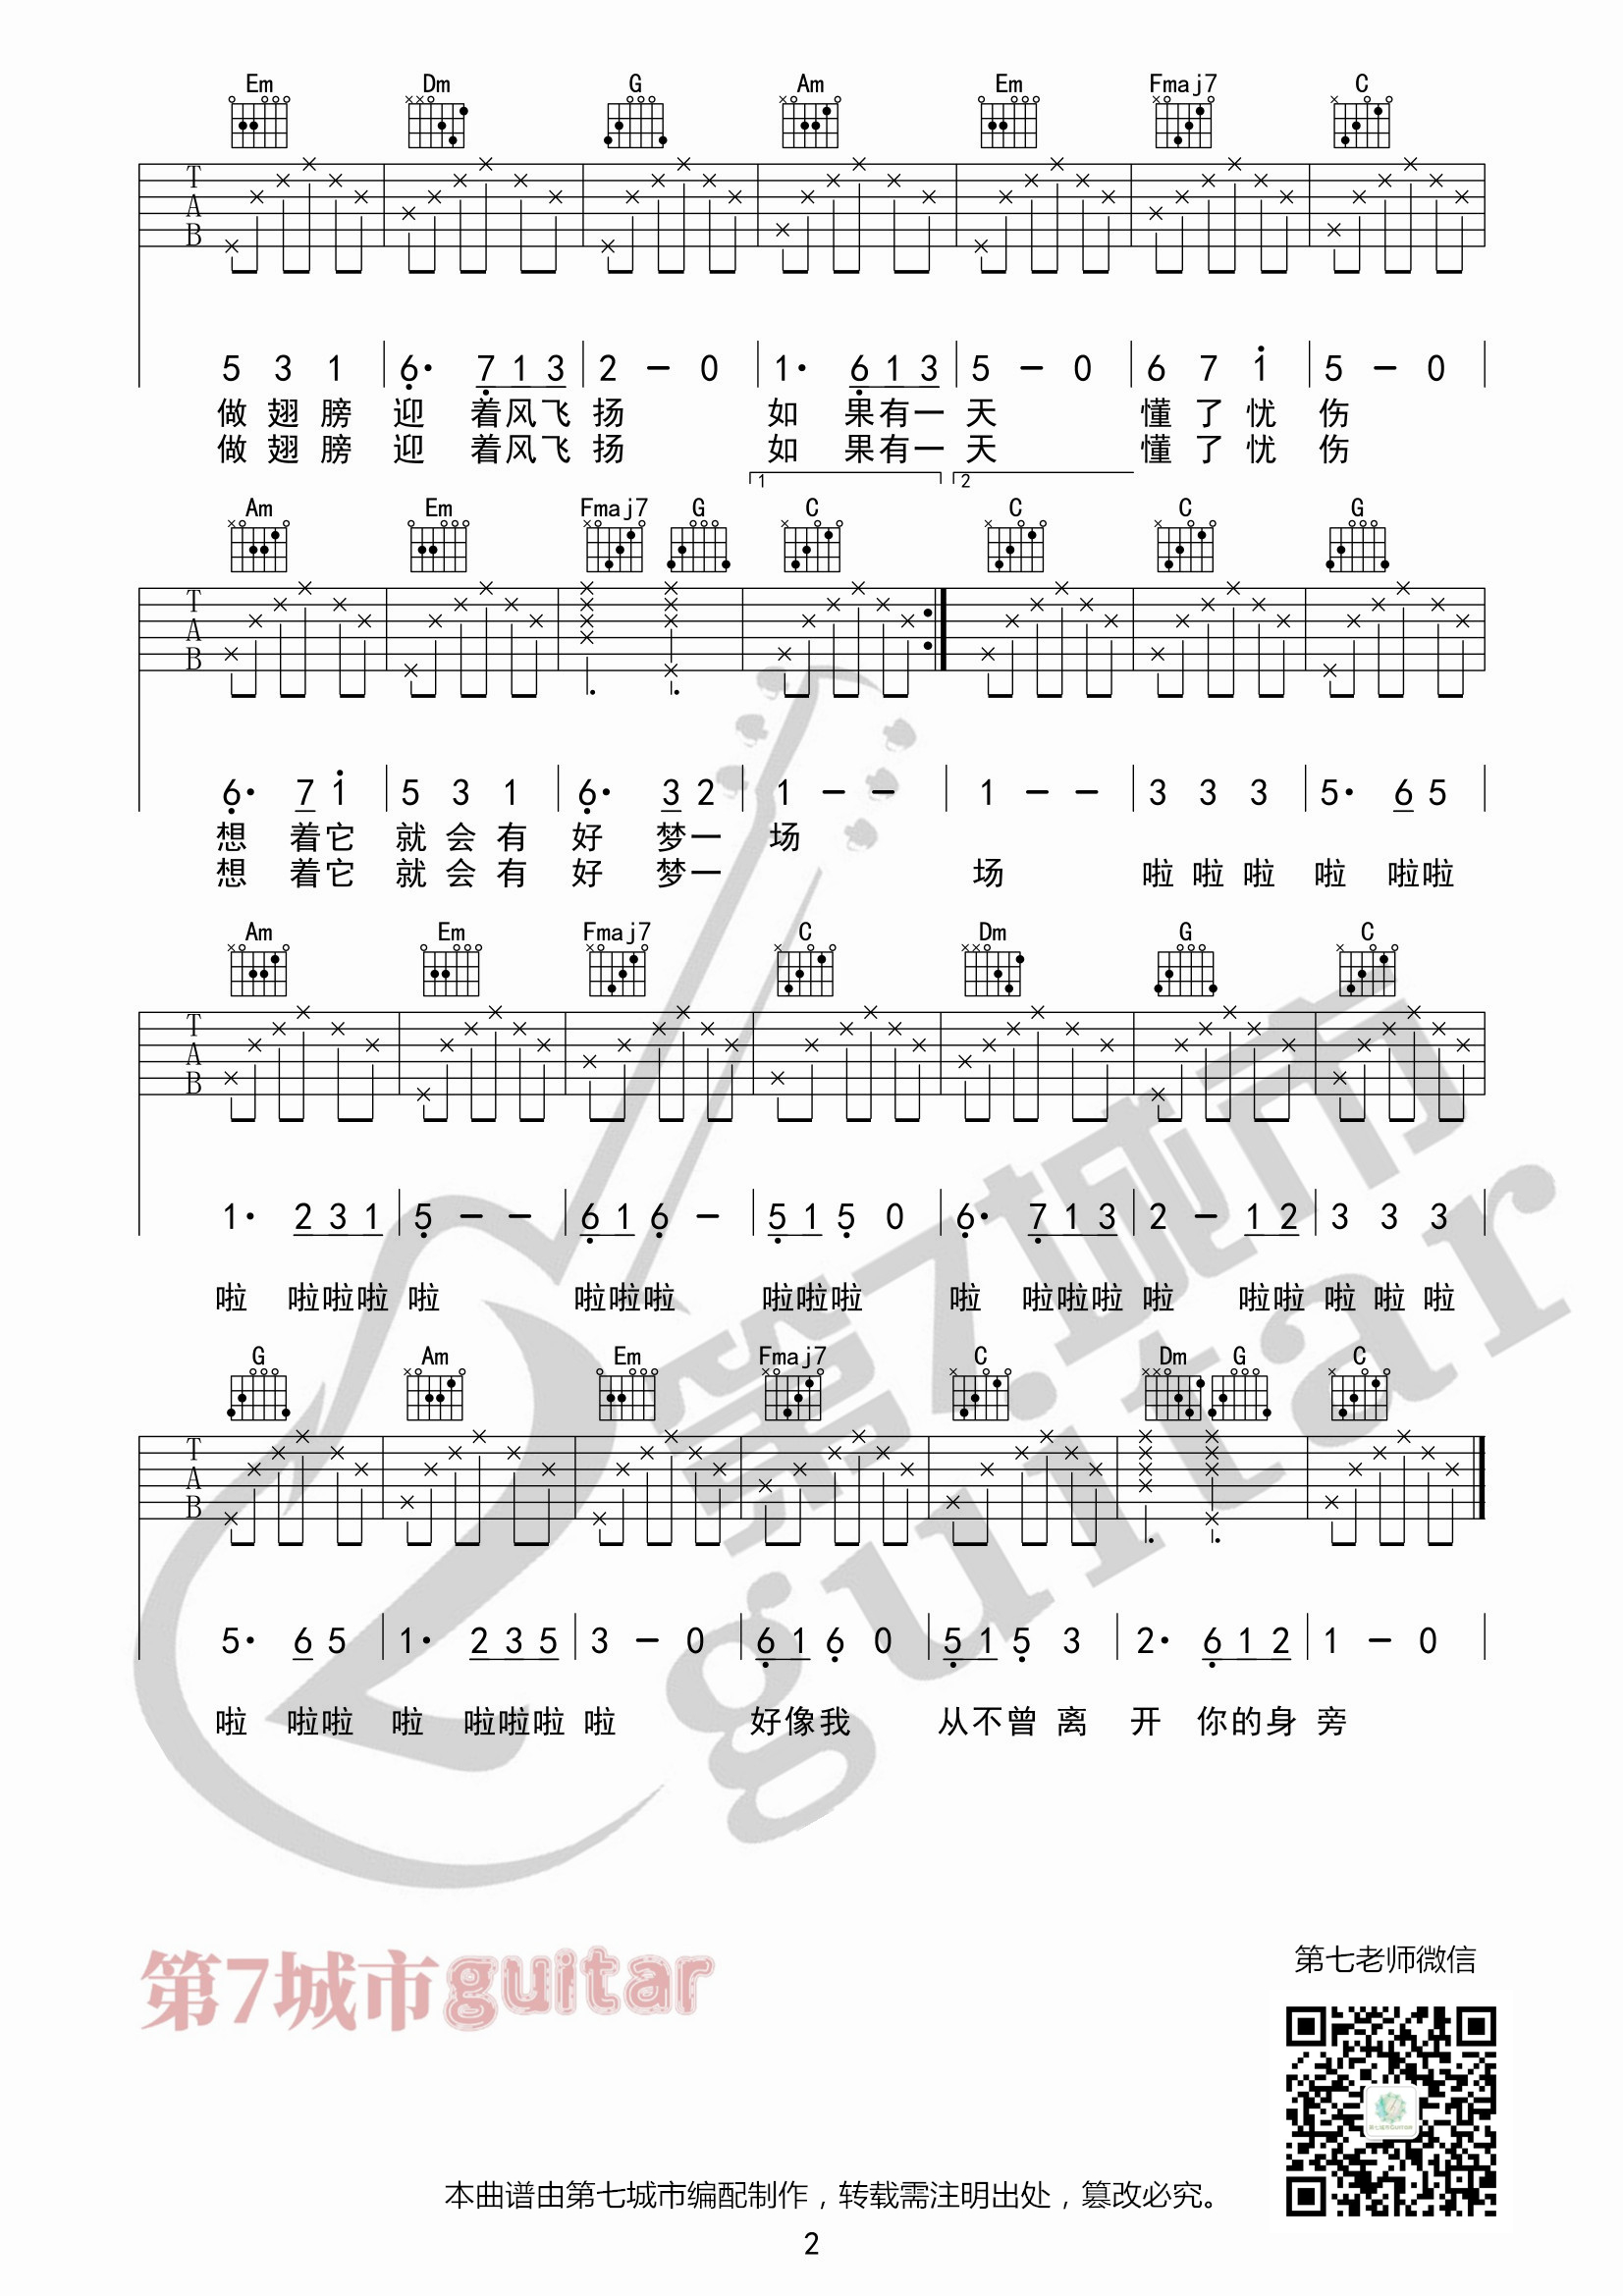 Em Dm G Am Em Fmaj7 C
T
A
B
5 3 1 | 6· 7 1 3 | 2 – 0 | 1· 6 1 3 | 5 – 0 | 6 7 1 | 5 – 0 |
做 翅 膀 迎 着 风 飞 扬 如 果 有 一 天 懂 了 忧 伤
做 翅 膀 迎 着 风 飞 扬 如 果 有 一 天 懂 了 忧 伤
1 2
Am Em Fmaj7 G C C C G
T
A
B
6· 7 1 | 5 3 1 | 6· 3 2 | 1 – – | 1 – – | 3 3 3 | 5· 6 5 |
想 着 它 就 会 有 好 梦 一 场
想 着 它 就 会 有 好 梦 一 场 啦 啦 啦 啦 啦 啦
Am Em Fmaj7 C Dm G C
T
A
B
1· 2 3 1 | 5 – – | 6 1 6 – | 5 1 5 0 | 6· 7 1 3 | 2 – 1 2 | 3 3 3
啦 啦啦啦 啦 啦啦啦 啦啦啦 啦 啦啦啦 啦 啦啦 啦 啦 啦
G Am Em Fmaj7 C Dm G C
T
A
B
5· 6 5 | 1· 2 3 5 | 3 – 0 | 6 1 6 0 | 5 1 5 3 | 2· 6 1 2 | 1 – 0 |
啦 啦啦 啦 啦啦啦 啦 好像我 从不曾 离 开 你的身 旁
第7城市
guitar
第7城市guitar
第七老师微信
本曲谱由第七城市编配制作，转载需注明出处，篡改必究。
2